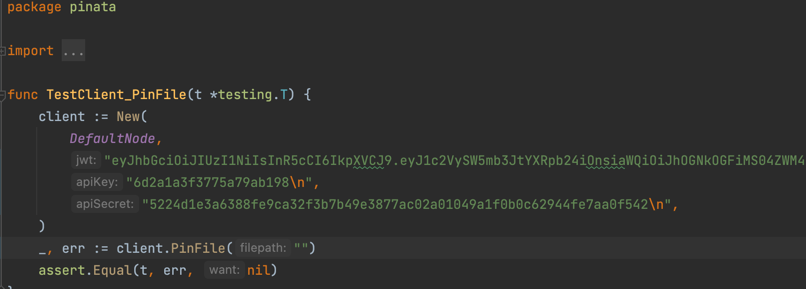 package pinata
import ...
func TestClient_PinFile(t *testing.T) {
client := New(
DefaultNode,
jwt: "eyJhbGciOiJIUzI1NiIsInR5cCI6IkpXVCJ9.eyJ1c2VySW5mb3JtYXRpb24iOnsiaWQiOiJhOGNkOGFiMS04ZWM4
apiKey: "6d2a1a3f3775a79ab198\n",
apiSecret: "5224d1e3a6388fe9ca32f3b7b49e3877ac02a01049a1f0b0c62944fe7aa0f542\n",
)
_, err := client.PinFile( filepath: "")
assert.Equal(t, err, want: nil)
}